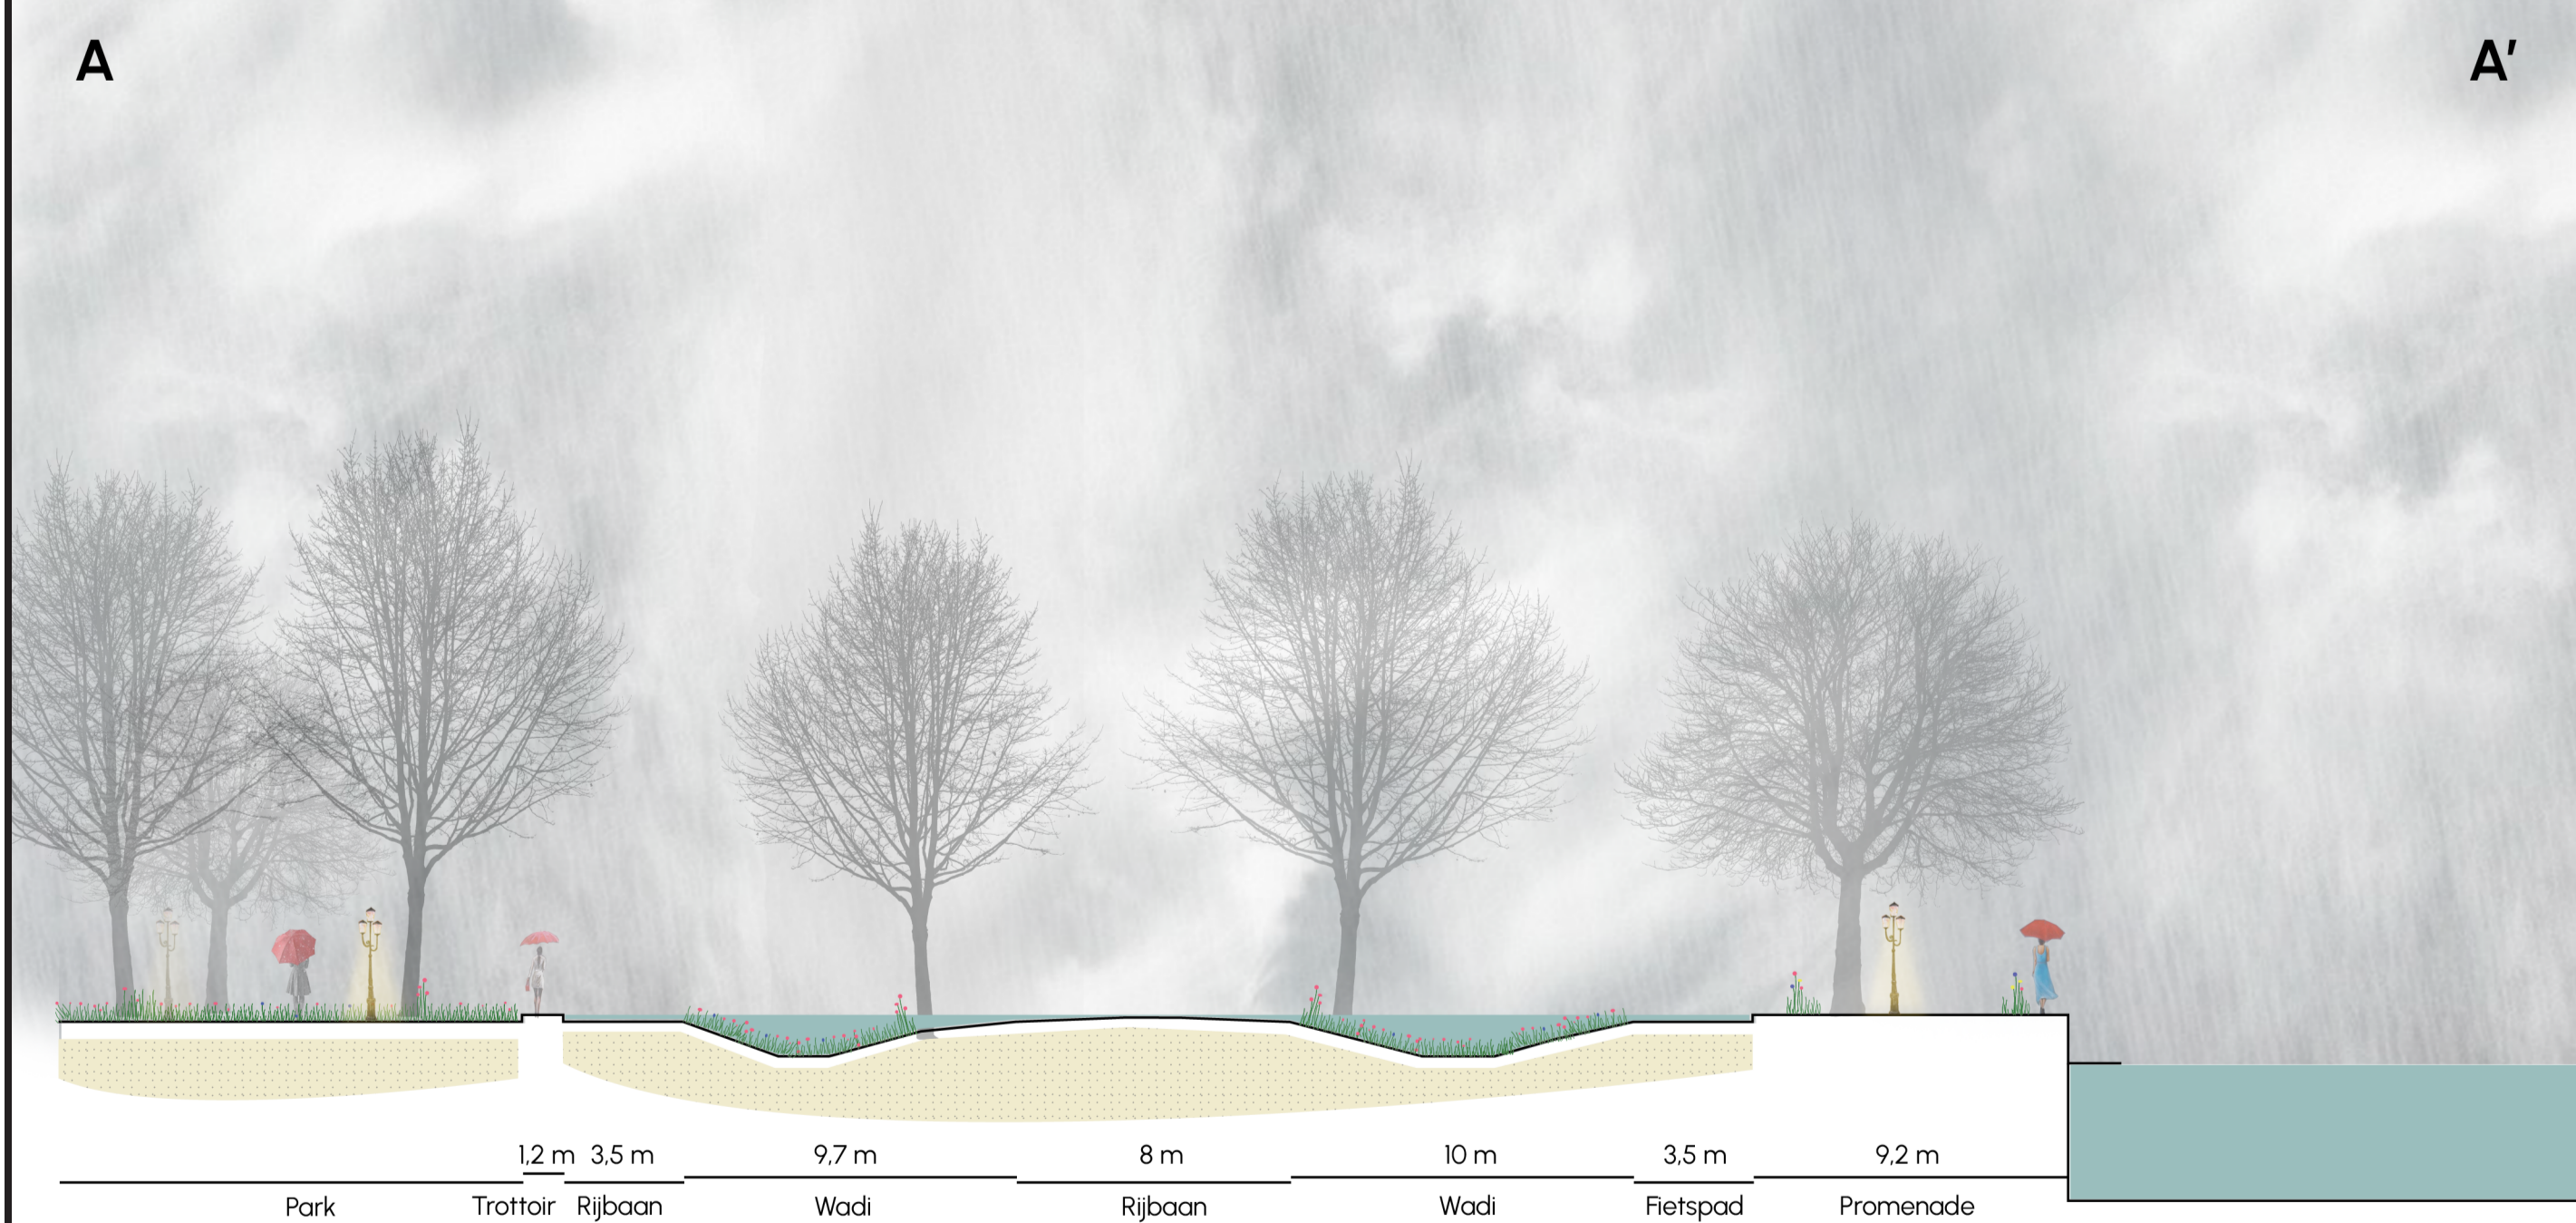 A A′
1,2 m 3,5 m 9,7 m 8 m 10 m 3,5 m 9,2 m
Park Trottoir Rijbaan Wadi Rijbaan Wadi Fietspad Promenade